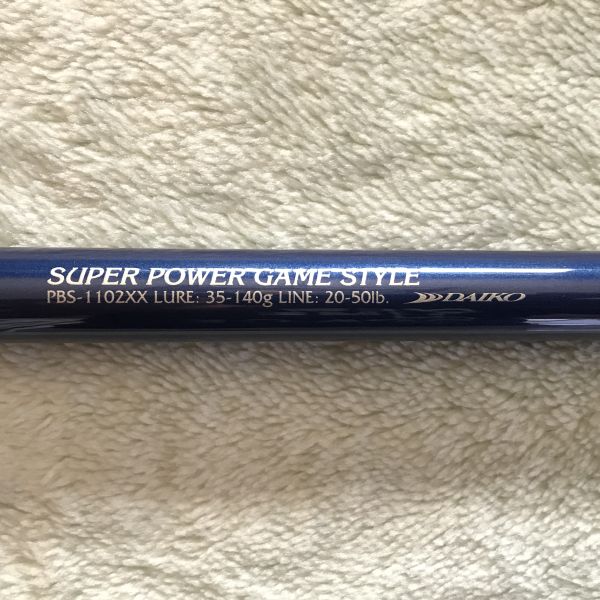 SUPER POWER GAME STYLE
PBS-1102XX LURE: 35-140g LINE: 20-50lb. DAIKO